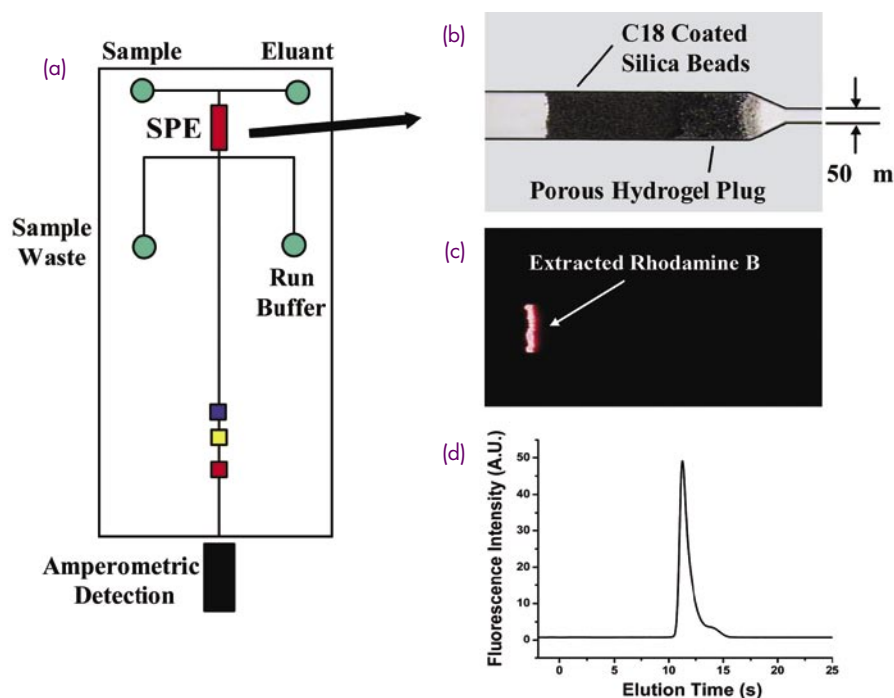 (a)
Sample
Eluant
SPE
Sample
Waste
Run
Buffer
Amperometric
Detection
(b)
C18 Coated
Silica Beads
Porous Hydrogel Plug
50 m
(c)
Extracted Rhodamine B
(d)
Fluorescence Intensity (A.U.)
50
40
30
20
10
5
0
0
5
10
15
20
25
Elution Time (s)